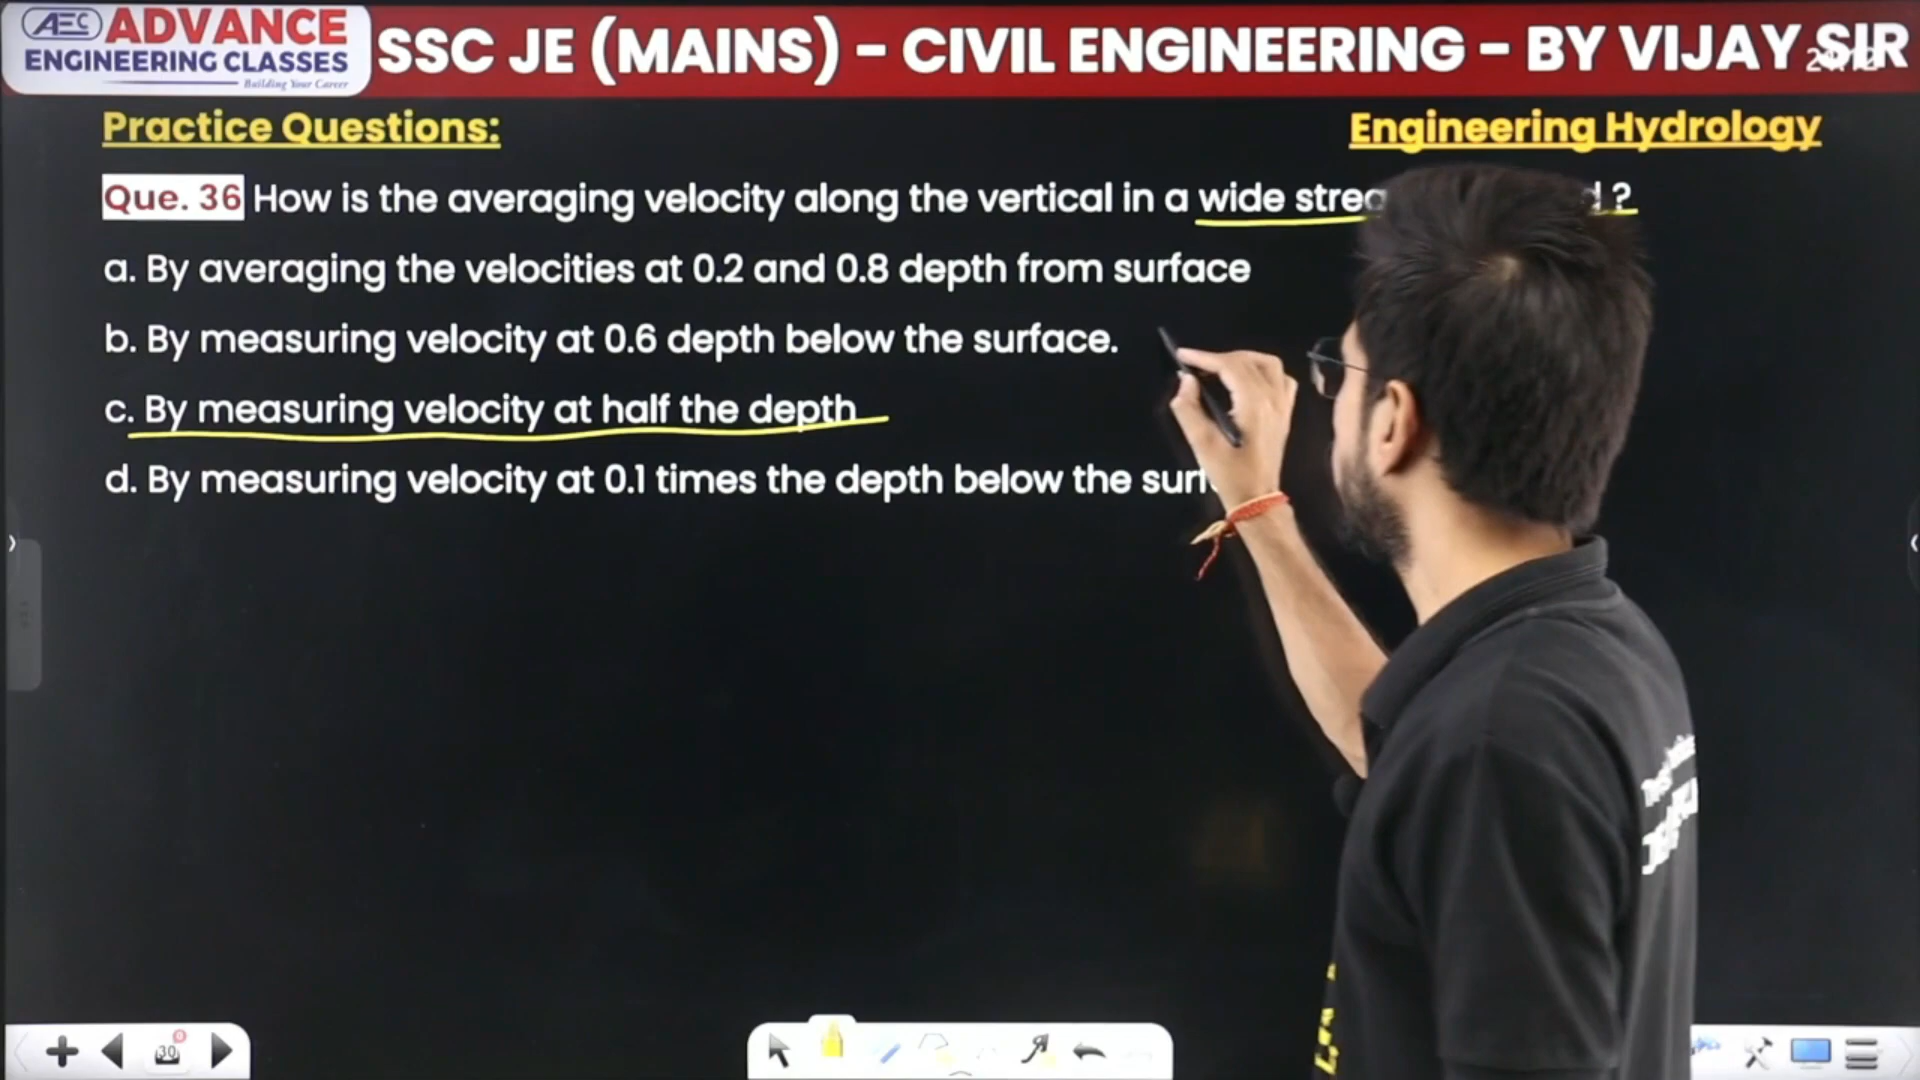 AEC ADVANCE
ENGINEERING CLASSES
Building Your Career
SSC JE (MAINS) - CIVIL ENGINEERING - BY VIJAY SIR
Practice Questions:
Engineering Hydrology
Que. 36 How is the averaging velocity along the vertical in a wide strea d ?
a. By averaging the velocities at 0.2 and 0.8 depth from surface
b. By measuring velocity at 0.6 depth below the surface.
c. By measuring velocity at half the depth
d. By measuring velocity at 0.1 times the depth below the surf
30